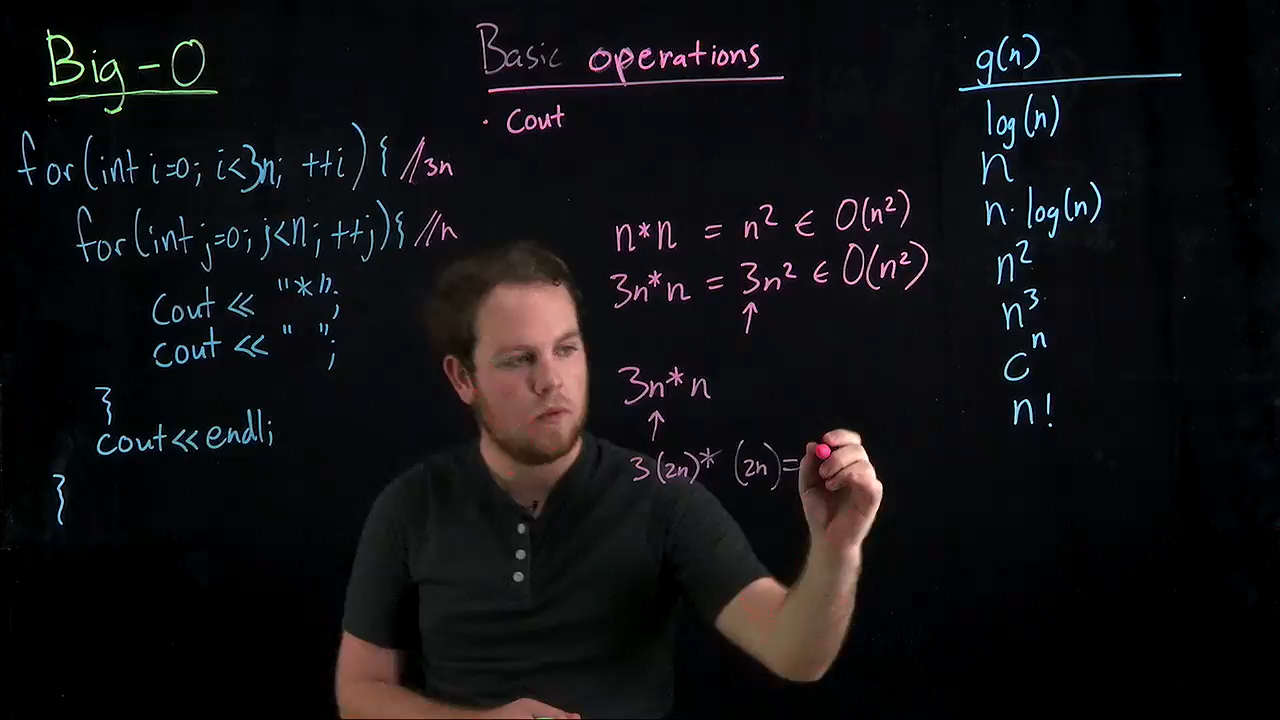 Big-O
for(int i=0; i<3n; ++i){ //3n
for(int j=0; j<n; ++j){ //n
cout << "*";
cout << " ";
}
cout<<endl;
}
Basic operations
· Cout
n*n = n² ∈ O(n²)
3n*n = 3n² ∈ O(n²)
↑
3n*n
↑
3(2n)* (2n)=
g(n)
log(n)
n
n·log(n)
n²
n³
cⁿ
n!